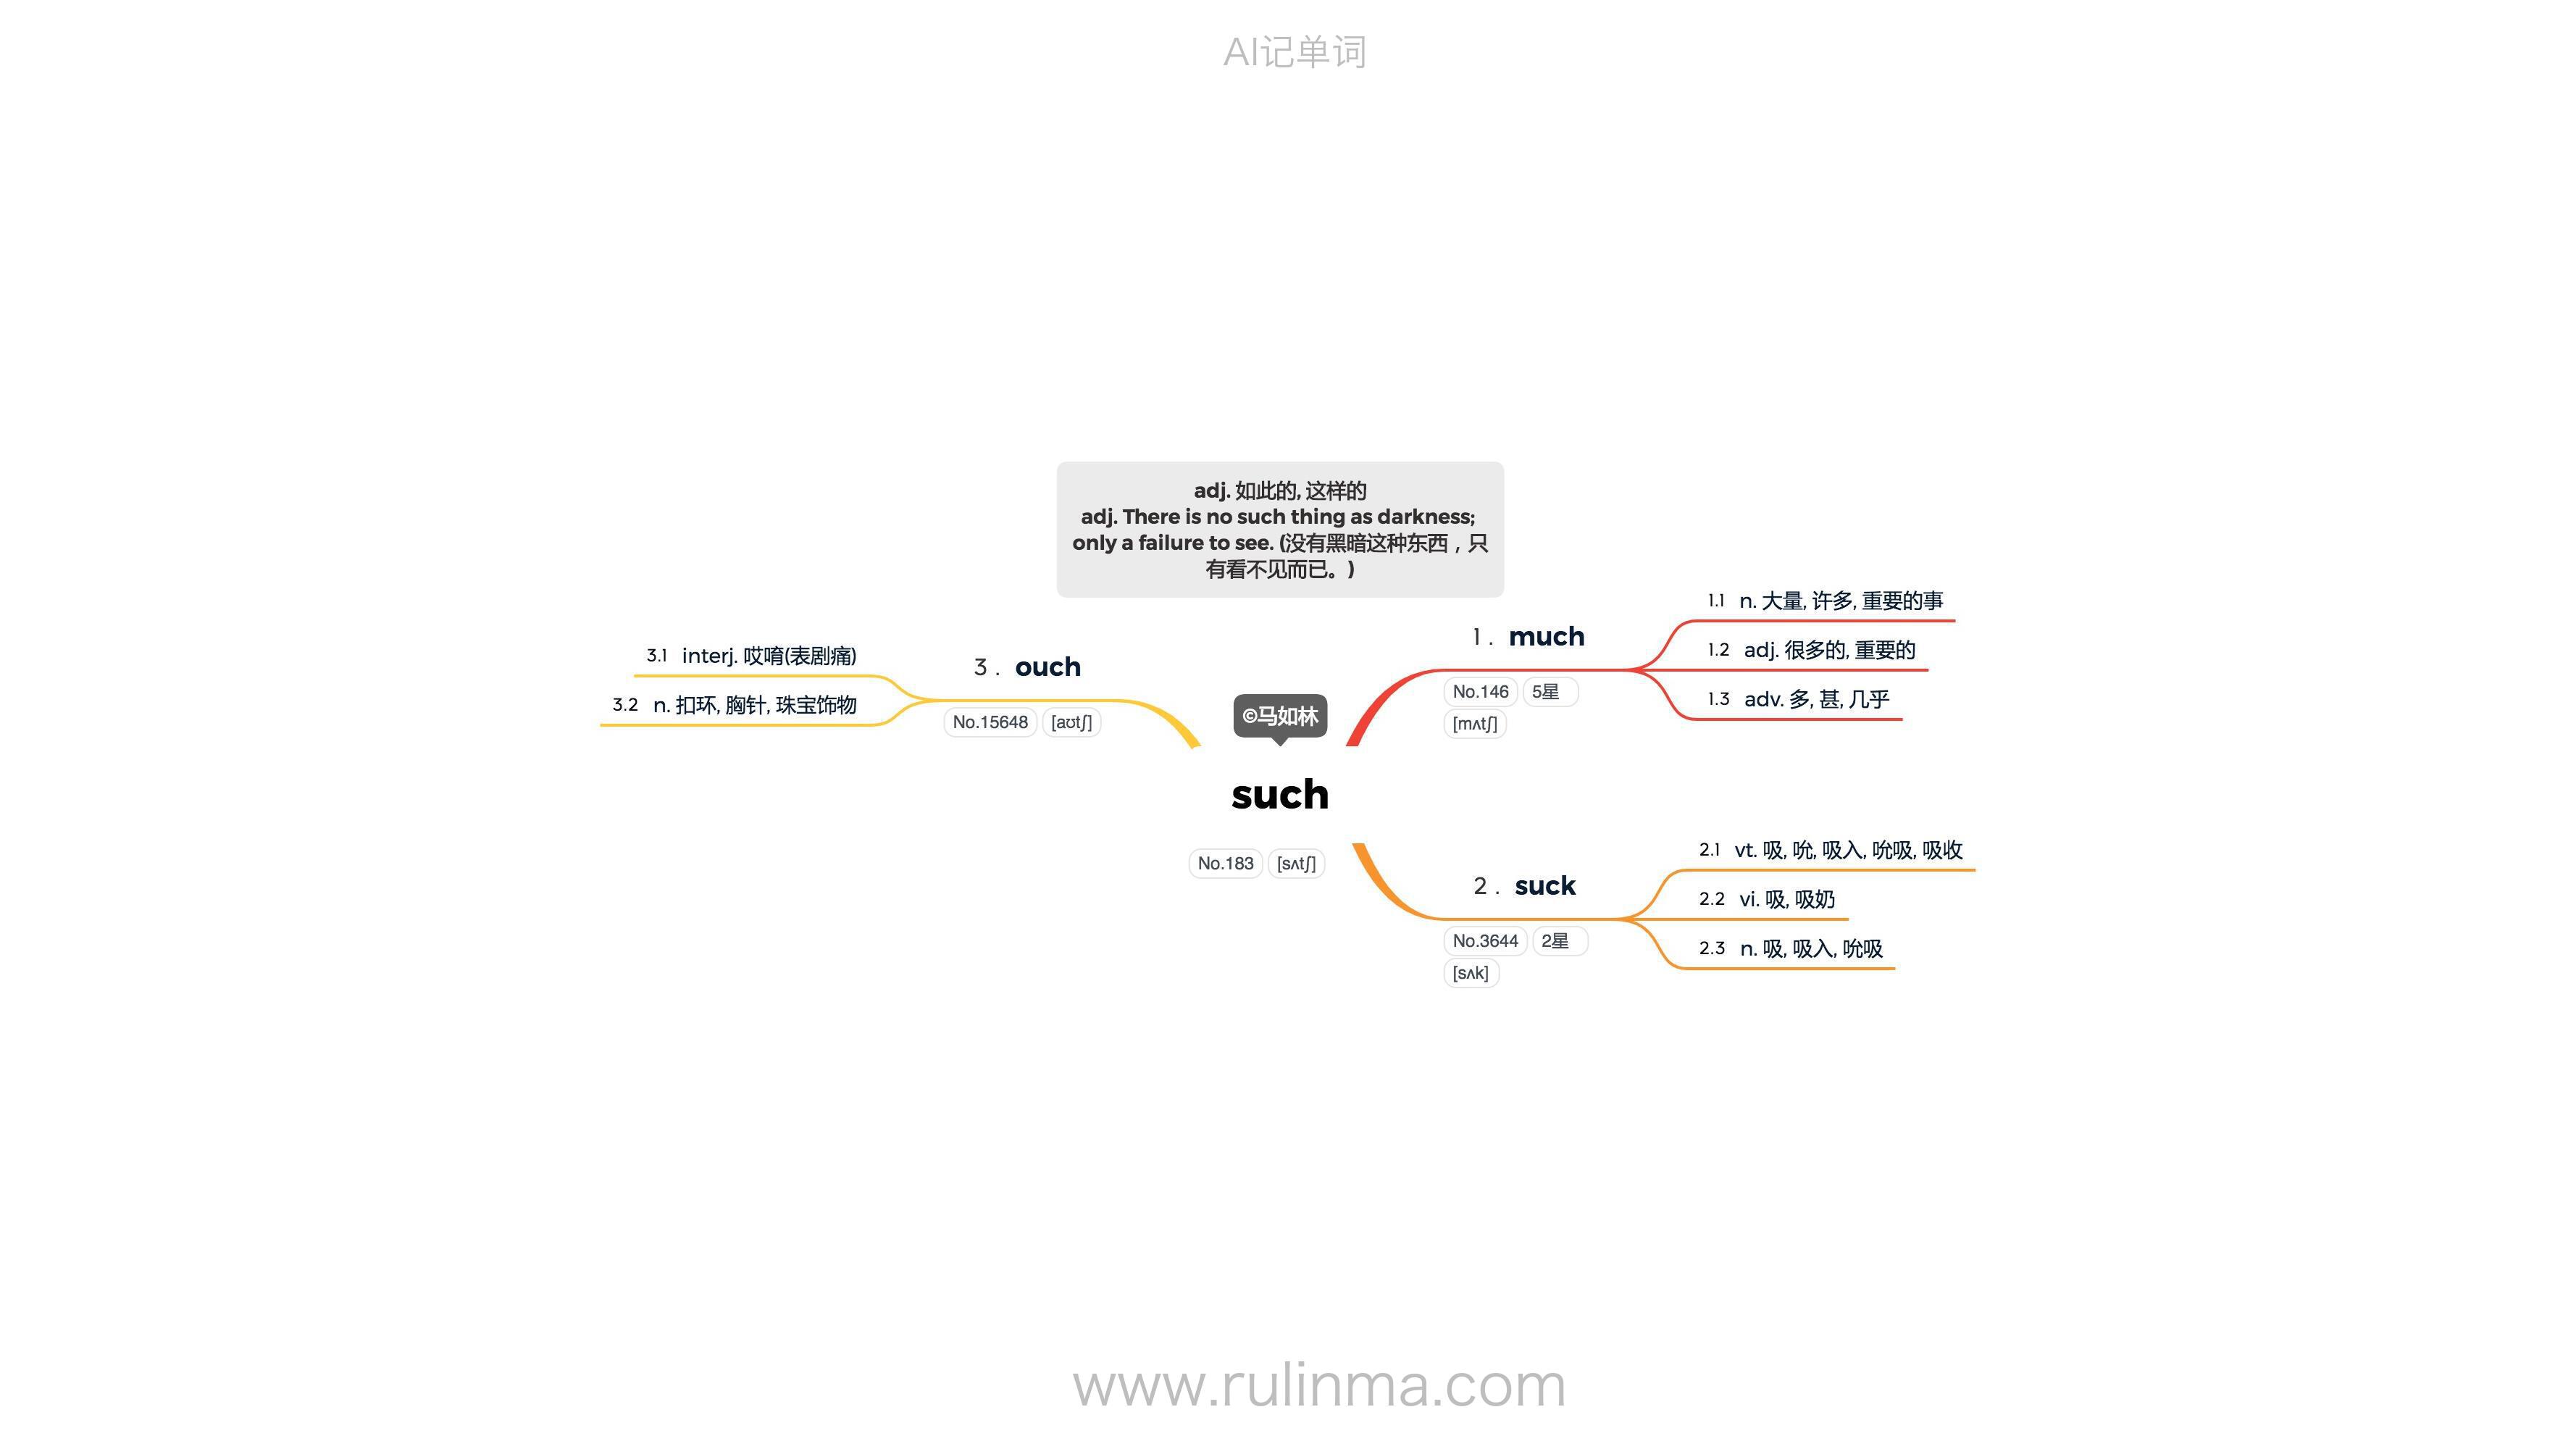 AI记单词
adj. 如此的, 这样的
adj. There is no such thing as darkness;
only a failure to see. (没有黑暗这种东西，只
有看不见而已。)
©马如林
such
No.183 [sʌtʃ]
1. much
No.146 5星
[mʌtʃ]
1.1 n. 大量, 许多, 重要的事
1.2 adj. 很多的, 重要的
1.3 adv. 多, 甚, 几乎
2. suck
No.3644 2星
[sʌk]
2.1 vt. 吸, 吮, 吸入, 吮吸, 吸收
2.2 vi. 吸, 吸奶
2.3 n. 吸, 吸入, 吮吸
3. ouch
No.15648 [aʊtʃ]
3.1 interj. 哎唷(表剧痛)
3.2 n. 扣环, 胸针, 珠宝饰物
www.rulinma.com